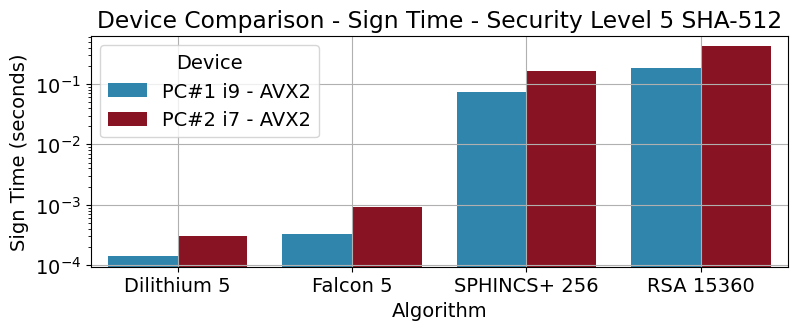 Device Comparison - Sign Time - Security Level 5 SHA-512
Sign Time (seconds)
10⁻¹
10⁻²
10⁻³
10⁻⁴
Device
PC#1 i9 - AVX2
PC#2 i7 - AVX2
Dilithium 5
Falcon 5
SPHINCS+ 256
RSA 15360
Algorithm